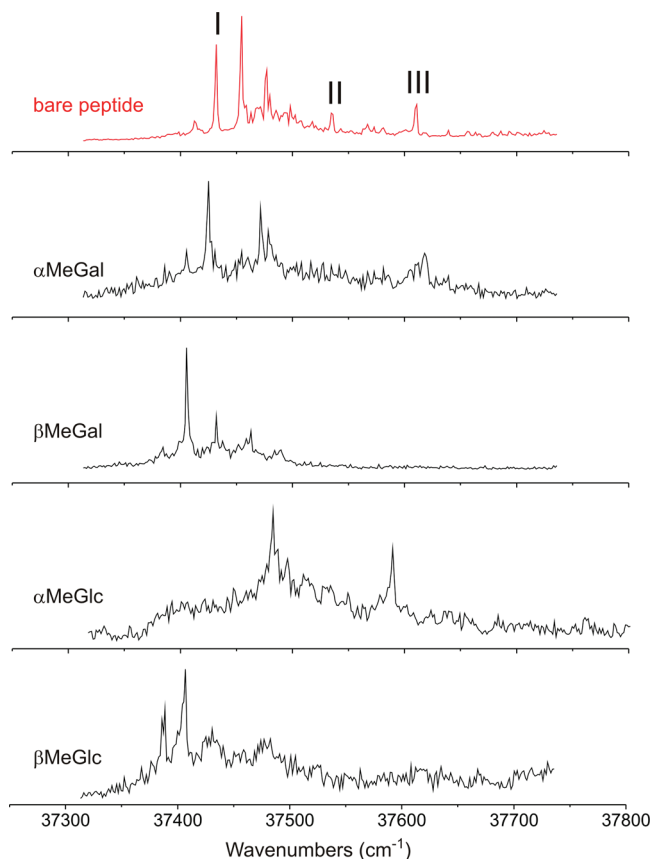 I
II
III
bare peptide
αMeGal
βMeGal
αMeGlc
βMeGlc
37300 37400 37500 37600 37700 37800
Wavenumbers (cm-1)